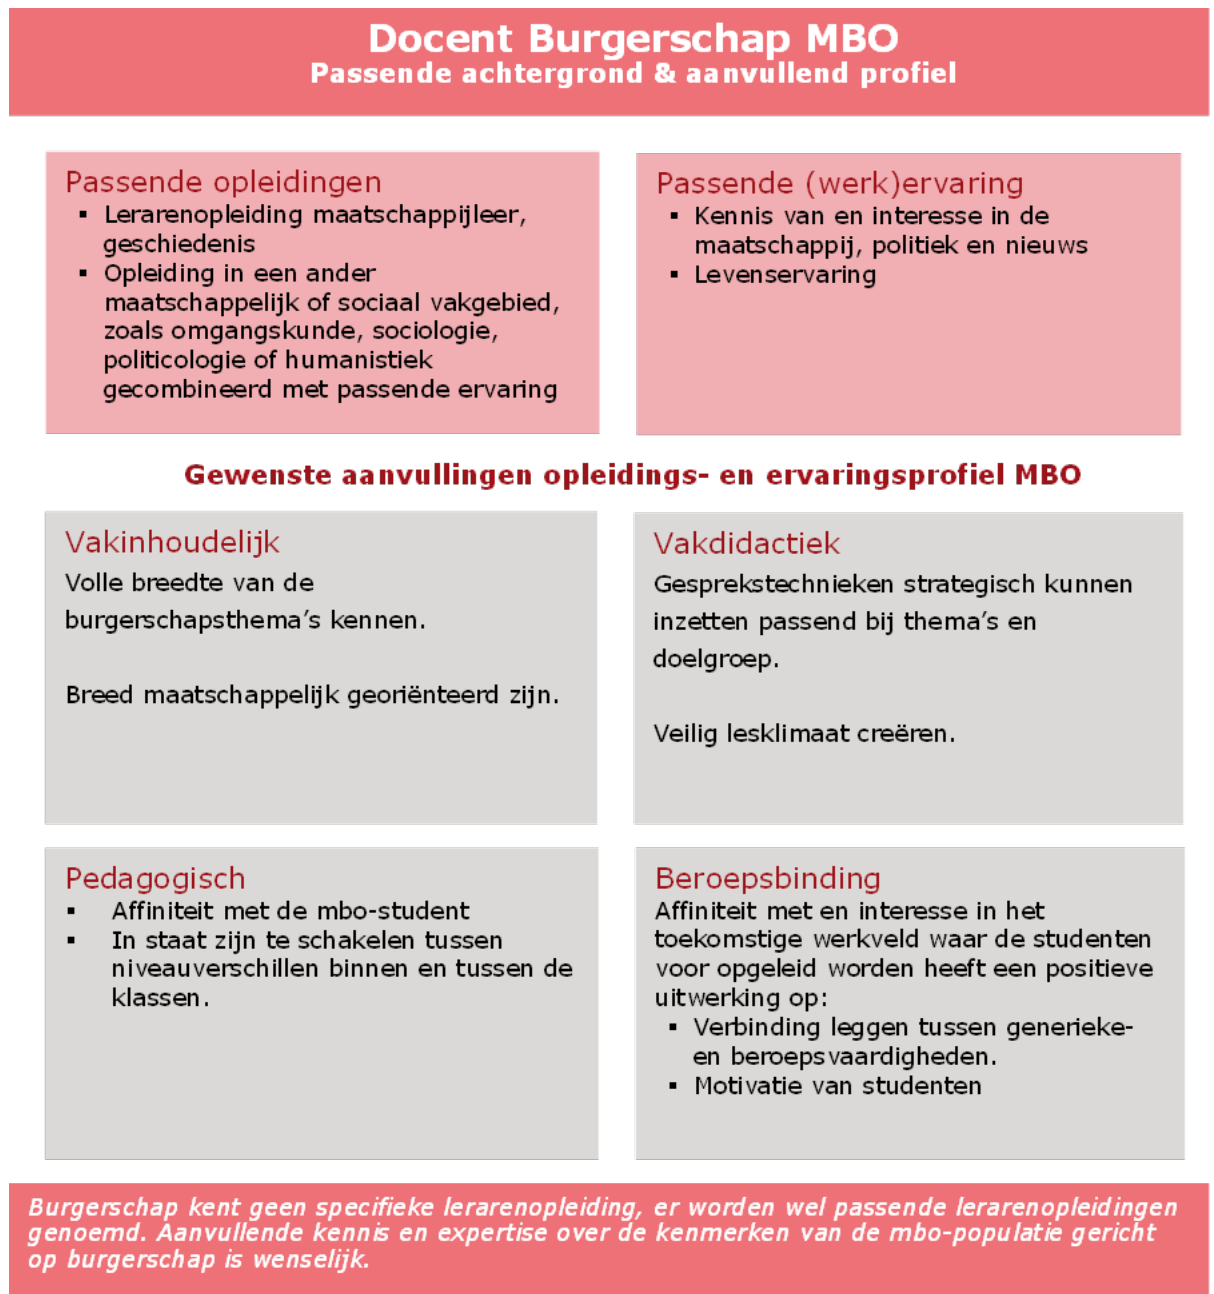 Docent Burgerschap MBO
Passende achtergrond & aanvullend profiel
Passende opleidingen
▪ Lerarenopleiding maatschappijleer,
geschiedenis
▪ Opleiding in een ander
maatschappelijk of sociaal vakgebied,
zoals omgangskunde, sociologie,
politicologie of humanistiek
gecombineerd met passende ervaring
Passende (werk)ervaring
▪ Kennis van en interesse in de
maatschappij, politiek en nieuws
▪ Levenservaring
Gewenste aanvullingen opleidings- en ervaringsprofiel MBO
Vakinhoudelijk
Volle breedte van de
burgerschapsthema’s kennen.
Breed maatschappelijk georiënteerd zijn.
Vakdidactiek
Gesprekstechnieken strategisch kunnen
inzetten passend bij thema’s en
doelgroep.
Veilig lesklimaat creëren.
Pedagogisch
▪ Affiniteit met de mbo-student
▪ In staat zijn te schakelen tussen
niveauverschillen binnen en tussen de
klassen.
Beroepsbinding
Affiniteit met en interesse in het
toekomstige werkveld waar de studenten
voor opgeleid worden heeft een positieve
uitwerking op:
▪ Verbinding leggen tussen generieke-
en beroepsvaardigheden.
▪ Motivatie van studenten
Burgerschap kent geen specifieke lerarenopleiding, er worden wel passende lerarenopleidingen
genoemd. Aanvullende kennis en expertise over de kenmerken van de mbo-populatie gericht
op burgerschap is wenselijk.